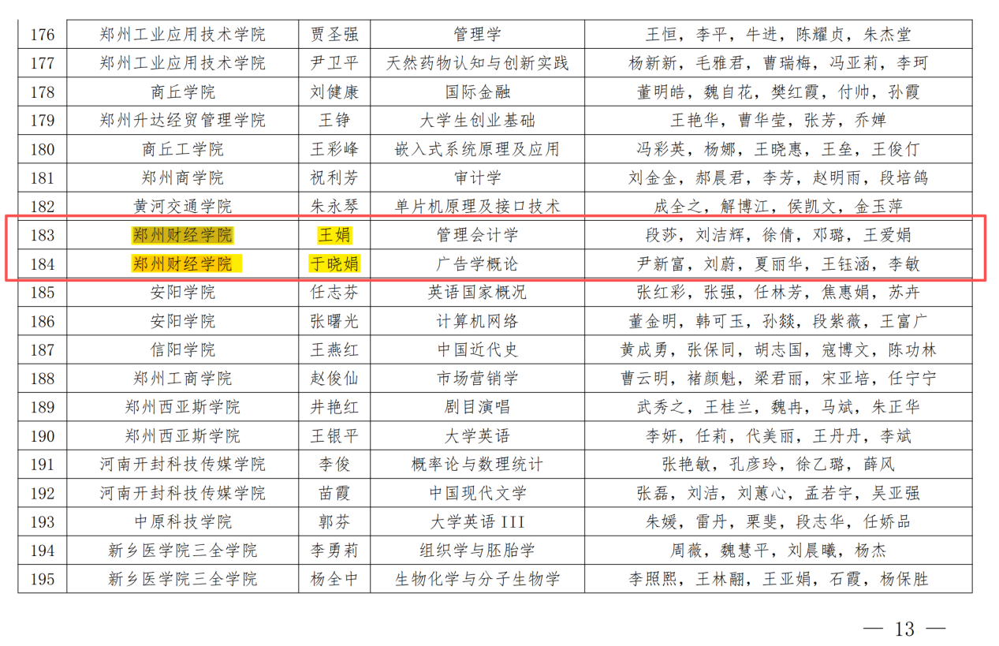 176 郑州工业应用技术学院 贾圣强 管理学 王恒，李平，牛进，陈耀贞，朱杰堂
177 郑州工业应用技术学院 尹卫平 天然药物认知与创新实践 杨新新，毛雅君，曹瑞梅，冯亚莉，李珂
178 商丘学院 刘健康 国际金融 董明皓，魏自花，樊红霞，付帅，孙霞
179 郑州升达经贸管理学院 王铮 大学生创业基础 王艳华，曹华莹，张芳，乔婵
180 商丘工学院 王彩峰 嵌入式系统原理及应用 冯彩英，杨娜，王晓惠，王垒，王俊仃
181 郑州商学院 祝利芳 审计学 刘金金，郝晨君，李芳，赵明雨，段培鸽
182 黄河交通学院 朱永琴 单片机原理及接口技术 成全之，解博江，侯凯文，金玉萍
183 郑州财经学院 王娟 管理会计学 段莎，刘洁辉，徐倩，邓璐，王爱娟
184 郑州财经学院 于晓娟 广告学概论 尹新富，刘蔚，夏丽华，王钰涵，李敏
185 安阳学院 任志芬 英语国家概况 张红彩，张强，任林芳，焦惠娟，苏卉
186 安阳学院 张曙光 计算机网络 董金明，韩可玉，孙燚，段紫薇，王富广
187 信阳学院 王燕红 中国近代史 黄成勇，张保同，胡志国，寇博文，陈功林
188 郑州工商学院 赵俊仙 市场营销学 曹云明，褚颜魁，梁君丽，宋亚培，任宁宁
189 郑州西亚斯学院 井艳红 剧目演唱 武秀之，王桂兰，魏冉，马斌，朱正华
190 郑州西亚斯学院 王银平 大学英语 李妍，任莉，代美丽，王丹丹，李斌
191 河南开封科技传媒学院 李俊 概率论与数理统计 张艳敏，孔彦玲，徐乙璐，薛风
192 河南开封科技传媒学院 苗霞 中国现代文学 张磊，刘洁，刘蕙心，孟若宇，吴亚强
193 中原科技学院 郭芬 大学英语 III 朱媛，雷丹，栗斐，段志华，任娇品
194 新乡医学院三全学院 李勇莉 组织学与胚胎学 周薇，魏慧平，刘晨曦，杨杰
195 新乡医学院三全学院 杨全中 生物化学与分子生物学 李照熙，王林翮，王亚娟，石霞，杨保胜
— 13 —